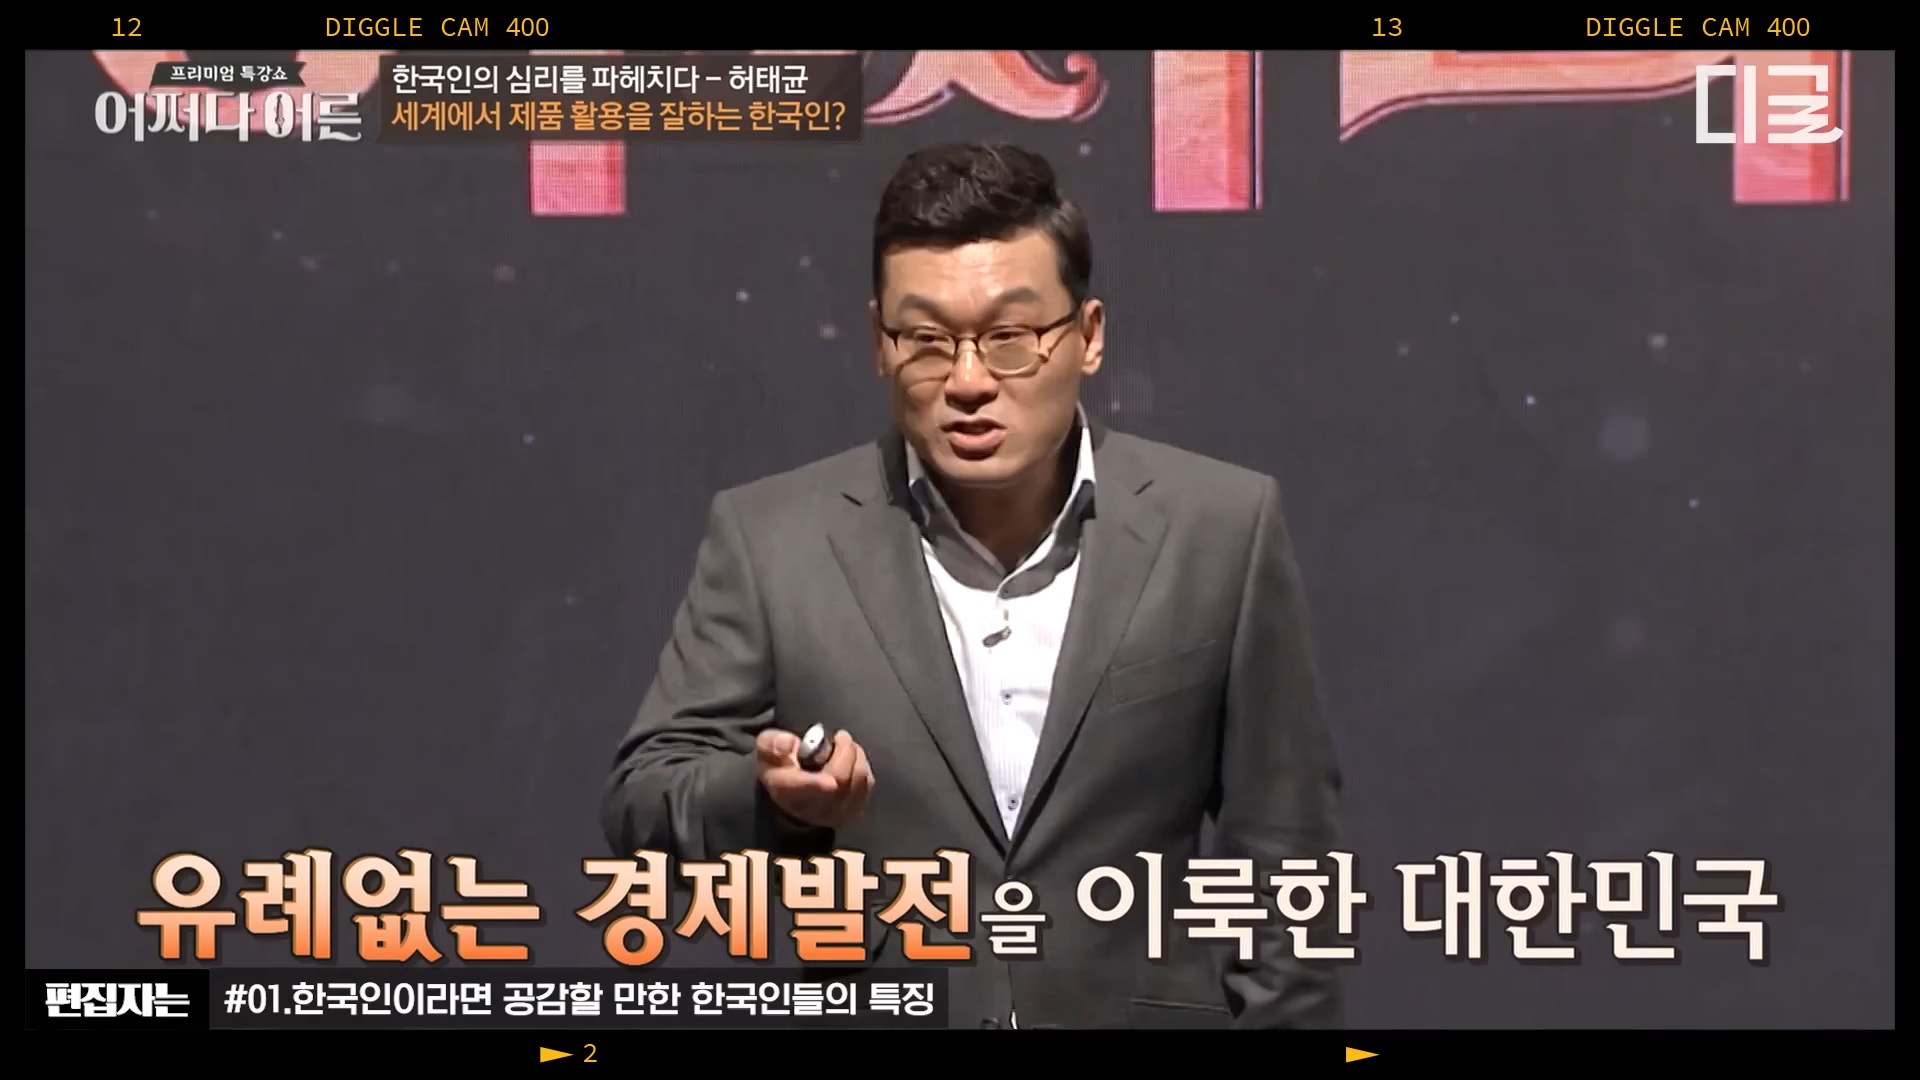 12 DIGGLE CAM 400 13 DIGGLE CAM 400
프리미엄 특강쇼
어쩌다 어른
한국인의 심리를 파헤치다 – 허태균
세계에서 제품 활용을 잘하는 한국인?
디글
유례없는 경제발전을 이룩한 대한민국
편집자는 #01.한국인이라면 공감할 만한 한국인들의 특징
2